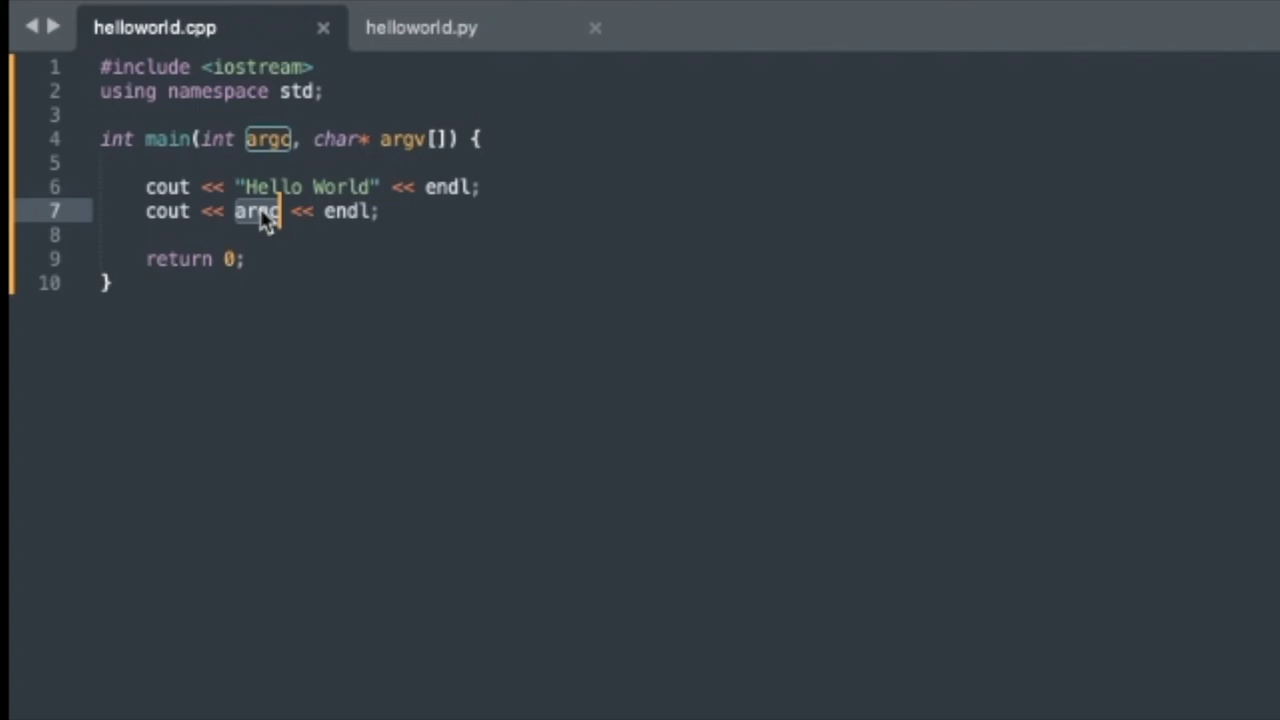 helloworld.cpp × helloworld.py ×
1 #include <iostream>
2 using namespace std;
3
4 int main(int argc, char* argv[]) {
5
6 cout << "Hello World" << endl;
7 cout << argc << endl;
8
9 return 0;
10 }